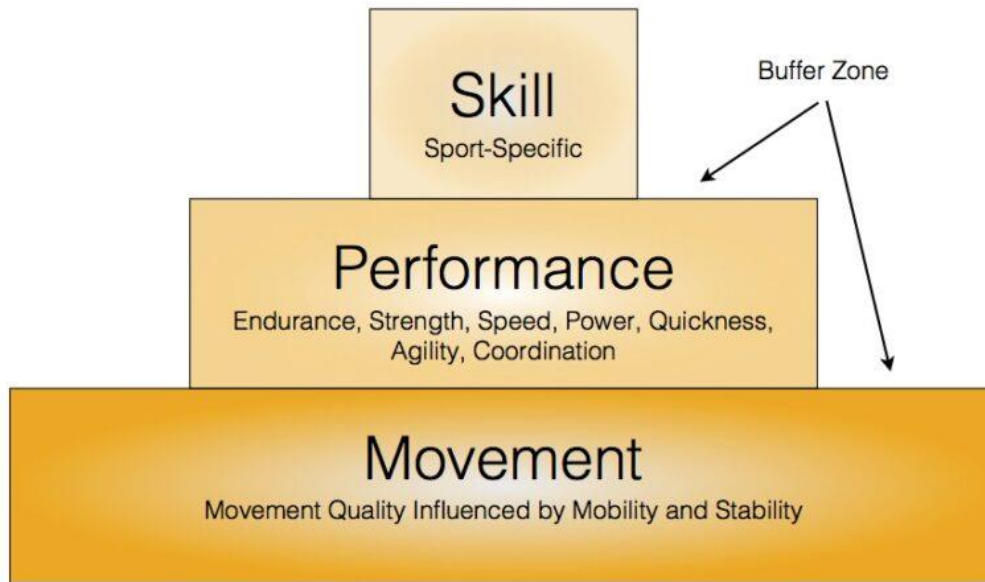 Skill
Sport-Specific
Buffer Zone
Performance
Endurance, Strength, Speed, Power, Quickness,
Agility, Coordination
Movement
Movement Quality Influenced by Mobility and Stability